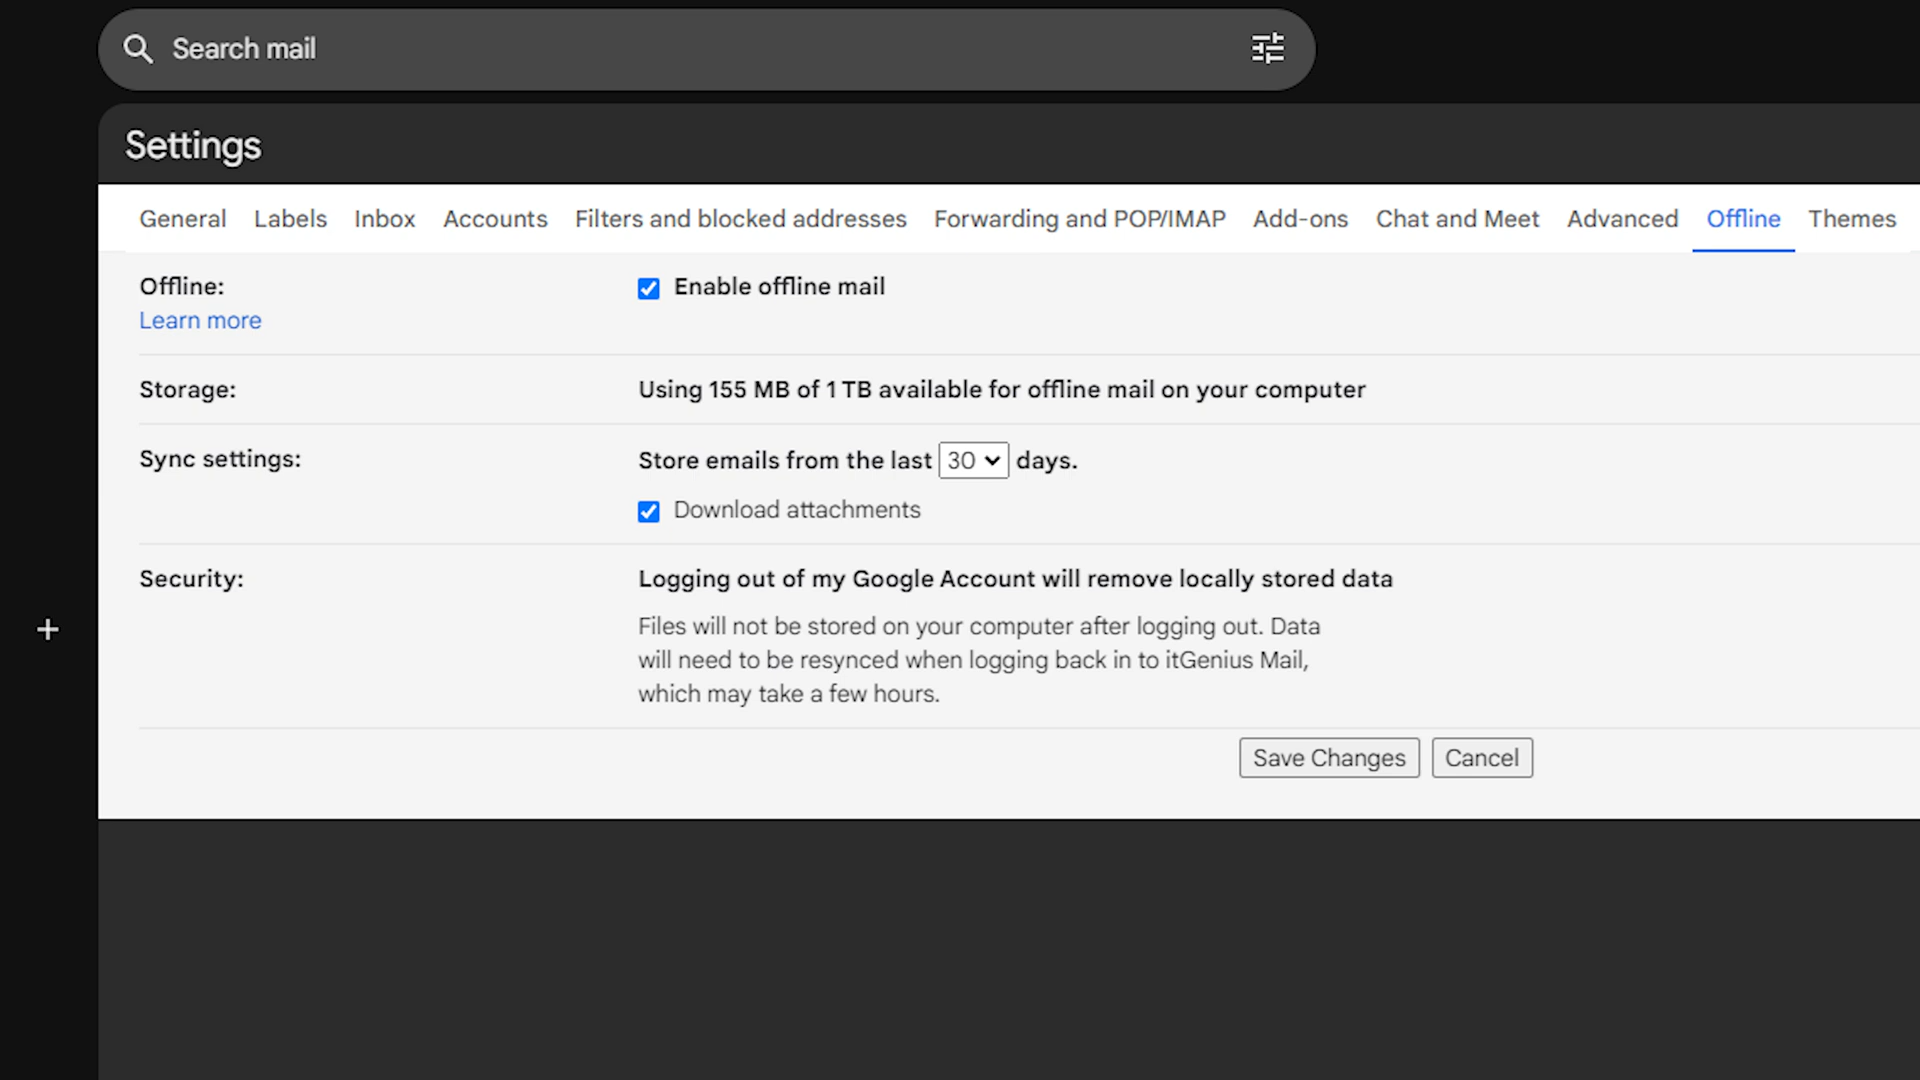 Search mail
Settings
General Labels Inbox Accounts Filters and blocked addresses Forwarding and POP/IMAP Add-ons Chat and Meet Advanced Offline Themes
Offline: Enable offline mail
Learn more
Storage: Using 155 MB of 1 TB available for offline mail on your computer
Sync settings: Store emails from the last 30 days.
Download attachments
Security: Logging out of my Google Account will remove locally stored data
Files will not be stored on your computer after logging out. Data
will need to be resynced when logging back in to itGenius Mail,
which may take a few hours.
Save Changes Cancel